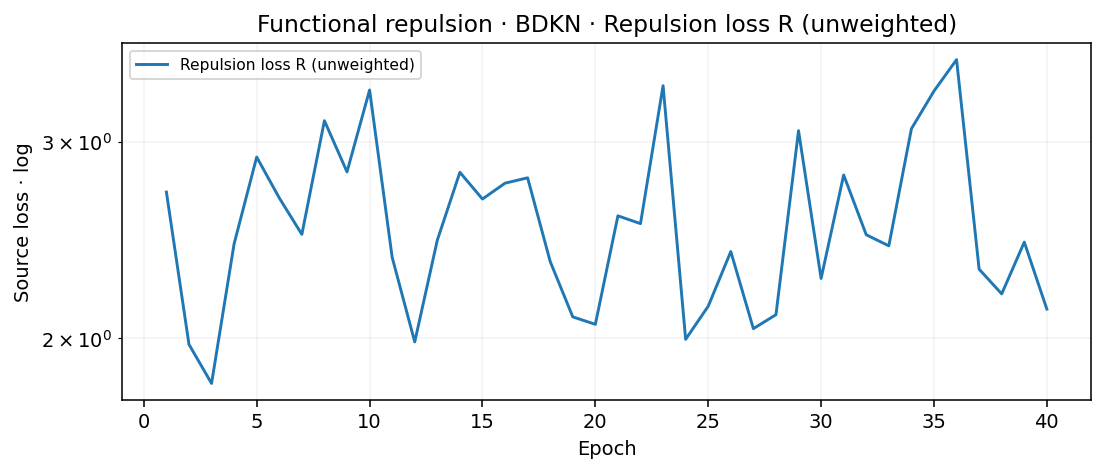 Functional repulsion · BDKN · Repulsion loss R (unweighted)
Repulsion loss R (unweighted)
Source loss · log
3 × 10⁰
2 × 10⁰
0 5 10 15 20 25 30 35 40
Epoch